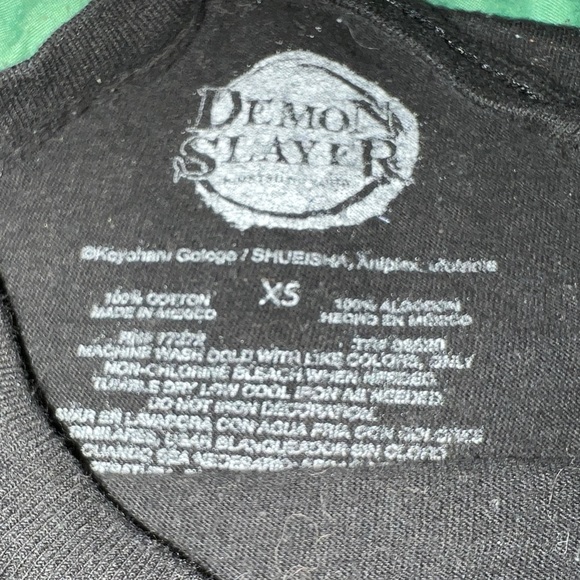 DEMON
SLAYER
©Koyoharu Gotoge / SHUEISHA, Aniplex, ufotable
XS
100% COTTON
MADE IN MEXICO
100% ALGODON
HECHO EN MEXICO
MACHINE WASH COLD WITH LIKE COLORS, ONLY
NON-CHLORINE BLEACH WHEN NEEDED.
TUMBLE DRY LOW COOL IRON AS NEEDED.
DO NOT IRON DECORATION.
LAVAR EN LAVADORA CON AGUA FRIA CON COLORES
SIMILARES, USAR BLANQUEADOR SIN CLORO
CUANDO SEA NECESARIO